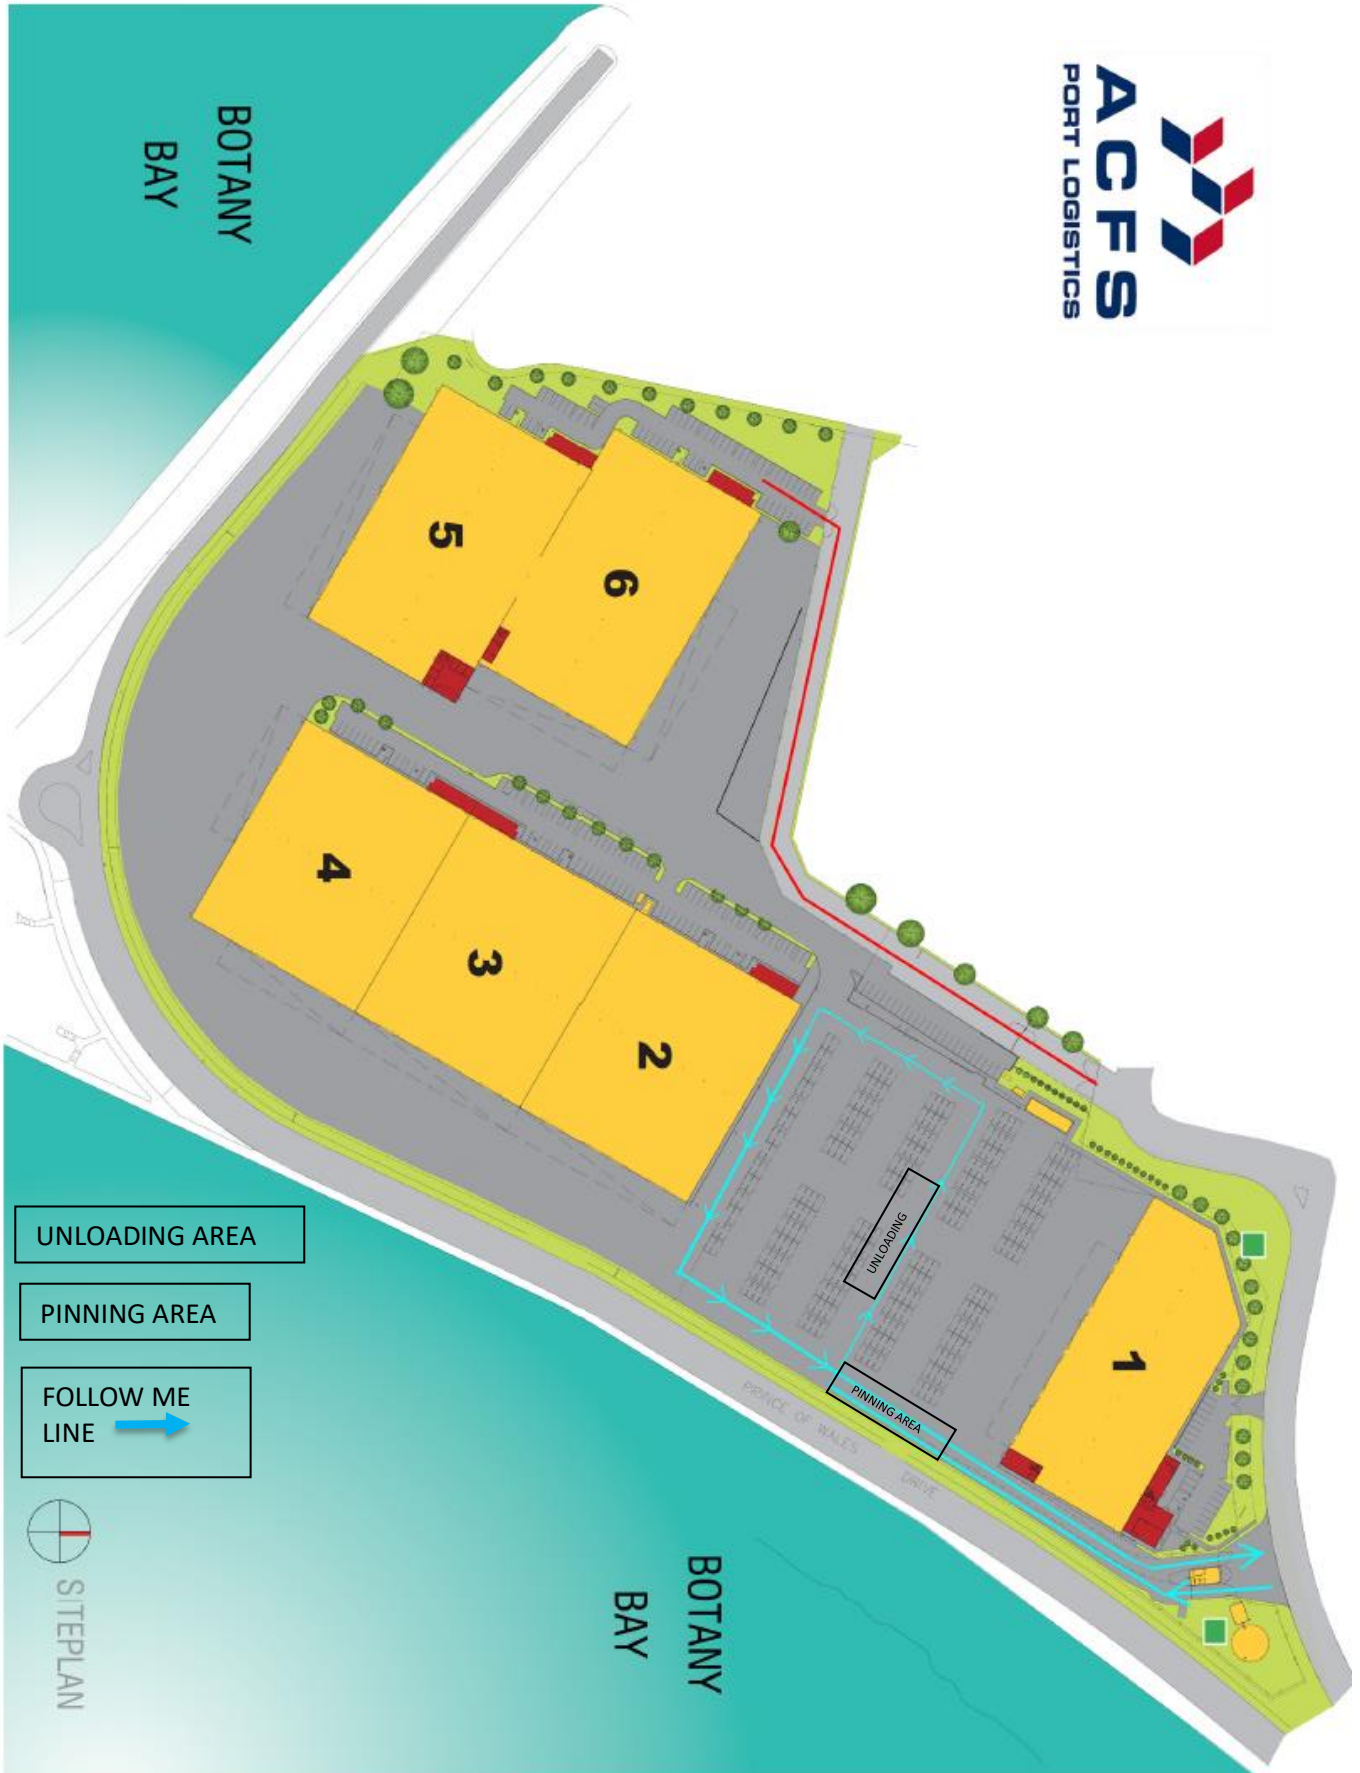 ACFS
PORT LOGISTICS
BOTANY
BAY
5
6
4
3
2
1
UNLOADING
PINNING AREA
PRINCE OF WALES
DRIVE
UNLOADING AREA
PINNING AREA
FOLLOW ME
LINE
SITEPLAN
BOTANY
BAY